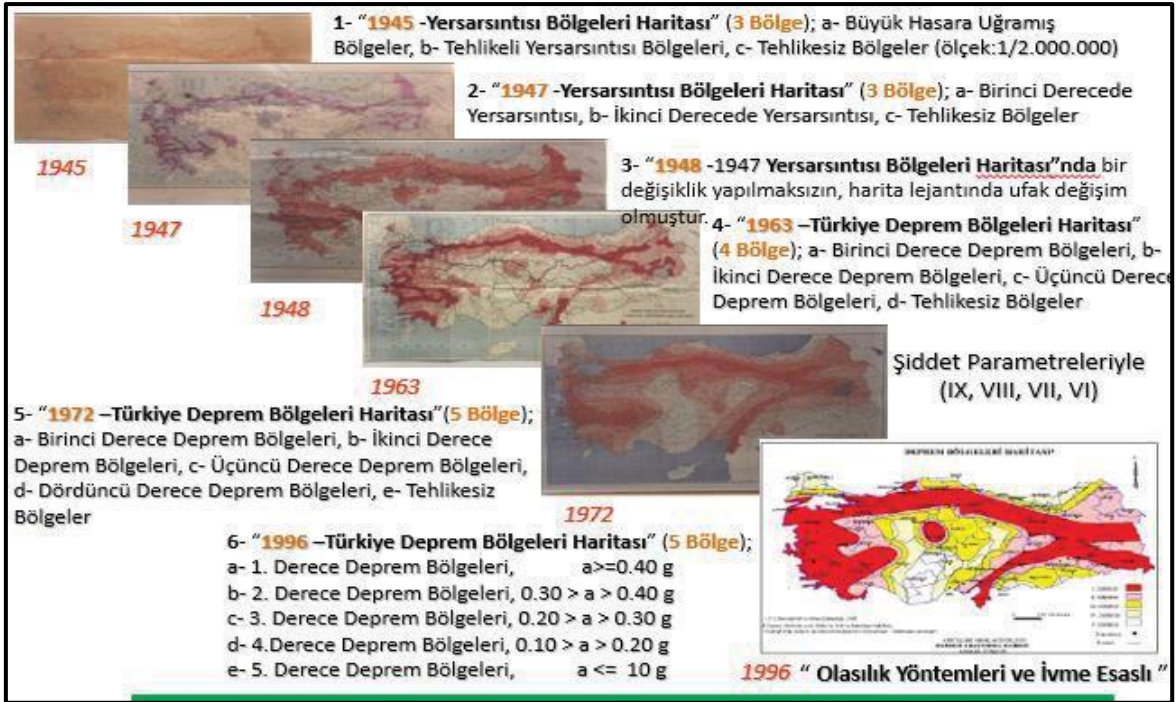 1- “1945 -Yersarsıntısı Bölgeleri Haritası” (3 Bölge); a- Büyük Hasara Uğramış
Bölgeler, b- Tehlikeli Yersarsıntısı Bölgeleri, c- Tehlikesiz Bölgeler (ölçek:1/2.000.000)
1945
2- “1947 -Yersarsıntısı Bölgeleri Haritası” (3 Bölge); a- Birinci Derecede
Yersarsıntısı, b- İkinci Derecede Yersarsıntısı, c- Tehlikesiz Bölgeler
1947
3- “1948 -1947 Yersarsıntısı Bölgeleri Haritası”nda bir
değişiklik yapılmaksızın, harita lejantında ufak değişim
olmuştur.
1948
4- “1963 –Türkiye Deprem Bölgeleri Haritası”
(4 Bölge); a- Birinci Derece Deprem Bölgeleri, b-
İkinci Derece Deprem Bölgeleri, c- Üçüncü Derece
Deprem Bölgeleri, d- Tehlikesiz Bölgeler
1963
Şiddet Parametreleriyle
(IX, VIII, VII, VI)
5- “1972 –Türkiye Deprem Bölgeleri Haritası”(5 Bölge);
a- Birinci Derece Deprem Bölgeleri, b- İkinci Derece
Deprem Bölgeleri, c- Üçüncü Derece Deprem Bölgeleri,
d- Dördüncü Derece Deprem Bölgeleri, e- Tehlikesiz
Bölgeler
1972
6- “1996 –Türkiye Deprem Bölgeleri Haritası” (5 Bölge);
a- 1. Derece Deprem Bölgeleri, a>=0.40 g
b- 2. Derece Deprem Bölgeleri, 0.30 > a > 0.40 g
c- 3. Derece Deprem Bölgeleri, 0.20 > a > 0.30 g
d- 4.Derece Deprem Bölgeleri, 0.10 > a > 0.20 g
e- 5. Derece Deprem Bölgeleri, a <= 10 g
DEPREM BÖLGELERİ HARİTASI
1996 “ Olasılık Yöntemleri ve İvme Esaslı ”